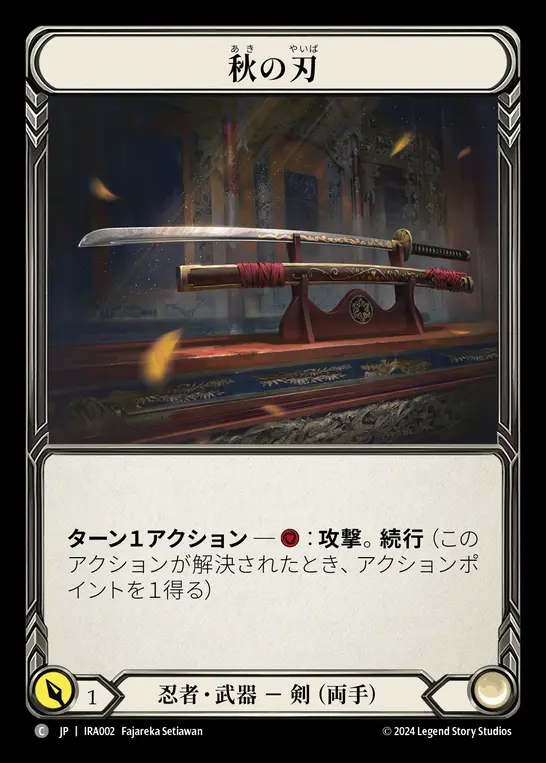 あき やいば
秋の刃
ターン1アクション — : 攻撃。続行 (この
アクションが解決されたとき、アクションポ
イントを1得る)
1
忍者・武器 － 剣 (両手)
C JP | IRA002 Fajareka Setiawan
© 2024 Legend Story Studios